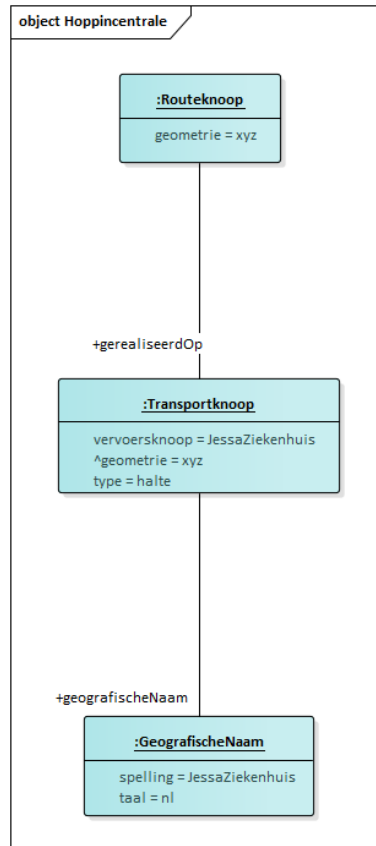 object Hoppincentrale
:Routeknoop
geometrie = xyz
+gerealiseerdOp
:Transportknoop
vervoersknoop = JessaZiekenhuis
^geometrie = xyz
type = halte
+geografischeNaam
:GeografischeNaam
spelling = JessaZiekenhuis
taal = nl